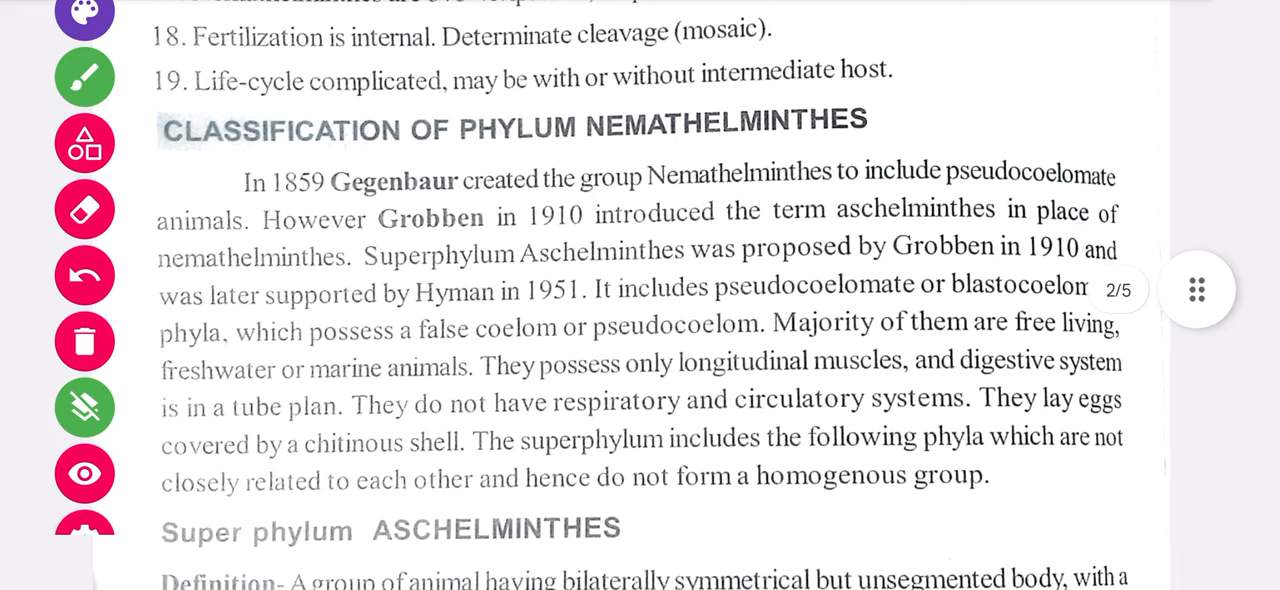 18. Fertilization is internal. Determinate cleavage (mosaic).
19. Life-cycle complicated, may be with or without intermediate host.
CLASSIFICATION OF PHYLUM NEMATHELMINTHES
In 1859 Gegenbaur created the group Nemathelminthes to include pseudocoelomate
animals. However Grobben in 1910 introduced the term aschelminthes in place of
nemathelminthes. Superphylum Aschelminthes was proposed by Grobben in 1910 and
was later supported by Hyman in 1951. It includes pseudocoelomate or blastocoelom
2/5
phyla, which possess a false coelom or pseudocoelom. Majority of them are free living,
freshwater or marine animals. They possess only longitudinal muscles, and digestive system
is in a tube plan. They do not have respiratory and circulatory systems. They lay eggs
covered by a chitinous shell. The superphylum includes the following phyla which are not
closely related to each other and hence do not form a homogenous group.
Super phylum ASCHELMINTHES
Definition- A group of animal having bilaterally symmetrical but unsegmented body, with a